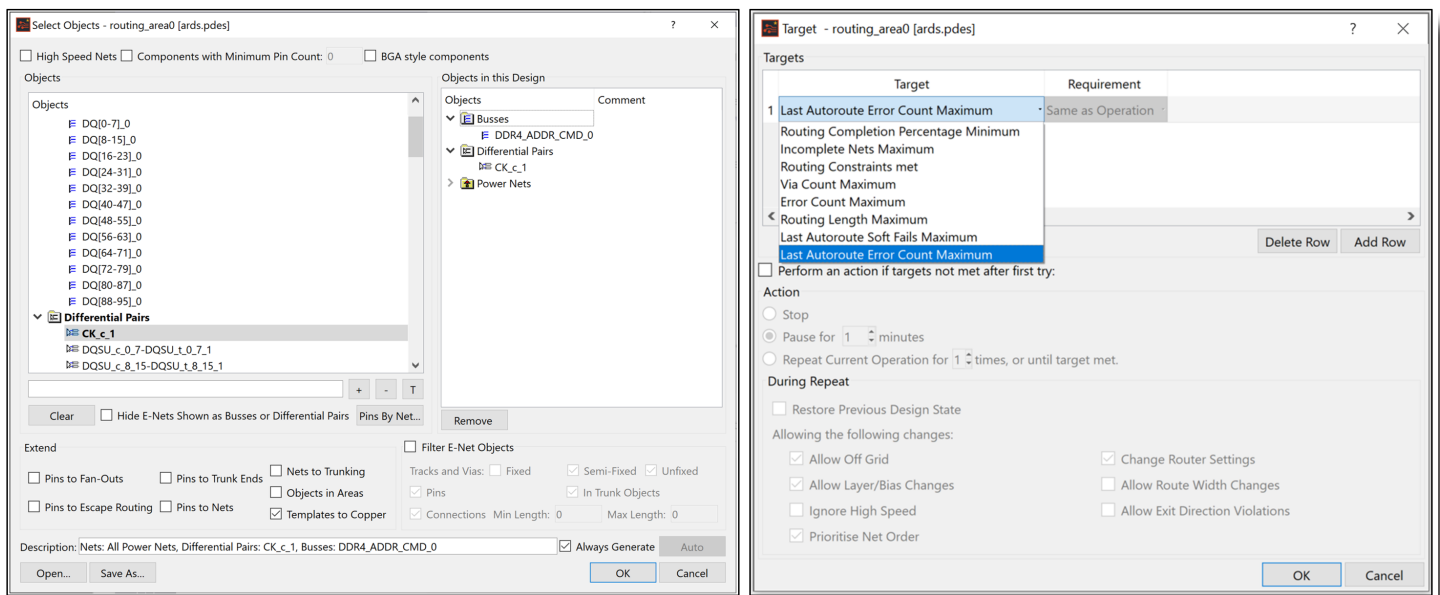 Select Objects - routing_area0 [ards.pdes]
? ×
High Speed Nets Components with Minimum Pin Count: 0 BGA style components
Objects
Objects
DQ[0-7]_0
DQ[8-15]_0
DQ[16-23]_0
DQ[24-31]_0
DQ[32-39]_0
DQ[40-47]_0
DQ[48-55]_0
DQ[56-63]_0
DQ[64-71]_0
DQ[72-79]_0
DQ[80-87]_0
DQ[88-95]_0
Differential Pairs
CK_c_1
DQSU_c_0_7-DQSU_t_0_7_1
DQSU_c_8_15-DQSU_t_8_15_1
+ - T
Clear Hide E-Nets Shown as Busses or Differential Pairs Pins By Net...
Objects in this Design
Objects Comment
Busses
DDR4_ADDR_CMD_0
Differential Pairs
CK_c_1
Power Nets
Remove
Extend
Pins to Fan-Outs Pins to Trunk Ends Nets to Trunking
Objects in Areas
Pins to Escape Routing Pins to Nets Templates to Copper
Filter E-Net Objects
Tracks and Vias: Fixed Semi-Fixed Unfixed
Pins In Trunk Objects
Connections Min Length: 0 Max Length: 0
Description: Nets: All Power Nets, Differential Pairs: CK_c_1, Busses: DDR4_ADDR_CMD_0 Always Generate Auto
Open... Save As... OK Cancel
Target - routing_area0 [ards.pdes]
? ×
Targets
Target Requirement
1 Last Autoroute Error Count Maximum Same as Operation
Routing Completion Percentage Minimum
Incomplete Nets Maximum
Routing Constraints met
Via Count Maximum
Error Count Maximum
Routing Length Maximum
Last Autoroute Soft Fails Maximum
Last Autoroute Error Count Maximum
Delete Row Add Row
Perform an action if targets not met after first try:
Action
Stop
Pause for 1 minutes
Repeat Current Operation for 1 times, or until target met.
During Repeat
Restore Previous Design State
Allowing the following changes:
Allow Off Grid Change Router Settings
Allow Layer/Bias Changes Allow Route Width Changes
Ignore High Speed Allow Exit Direction Violations
Prioritise Net Order
OK Cancel